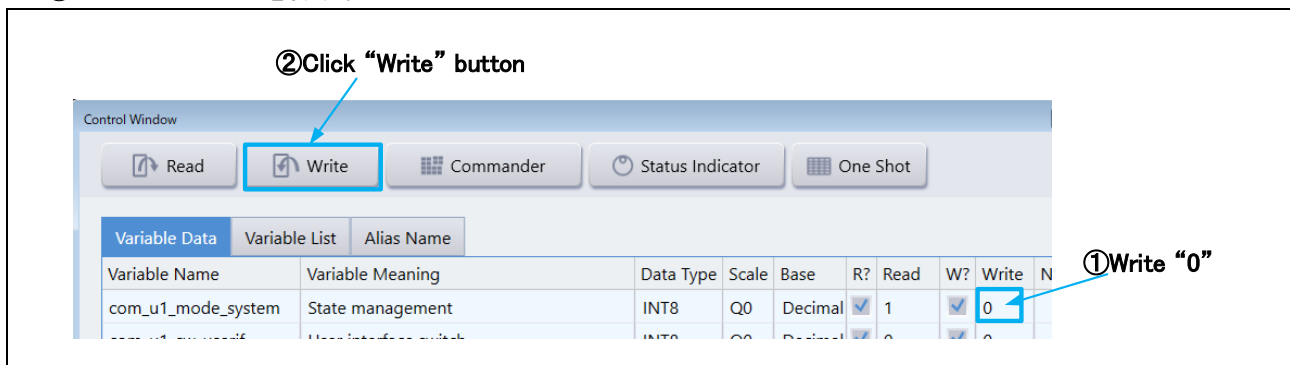 ②Click “Write” button
Control Window
Read Write Commander Status Indicator One Shot
Variable Data Variable List Alias Name
Variable Name Variable Meaning Data Type Scale Base R? Read W? Write N
①Write “0”
com_u1_mode_system State management INT8 Q0 Decimal 1 0